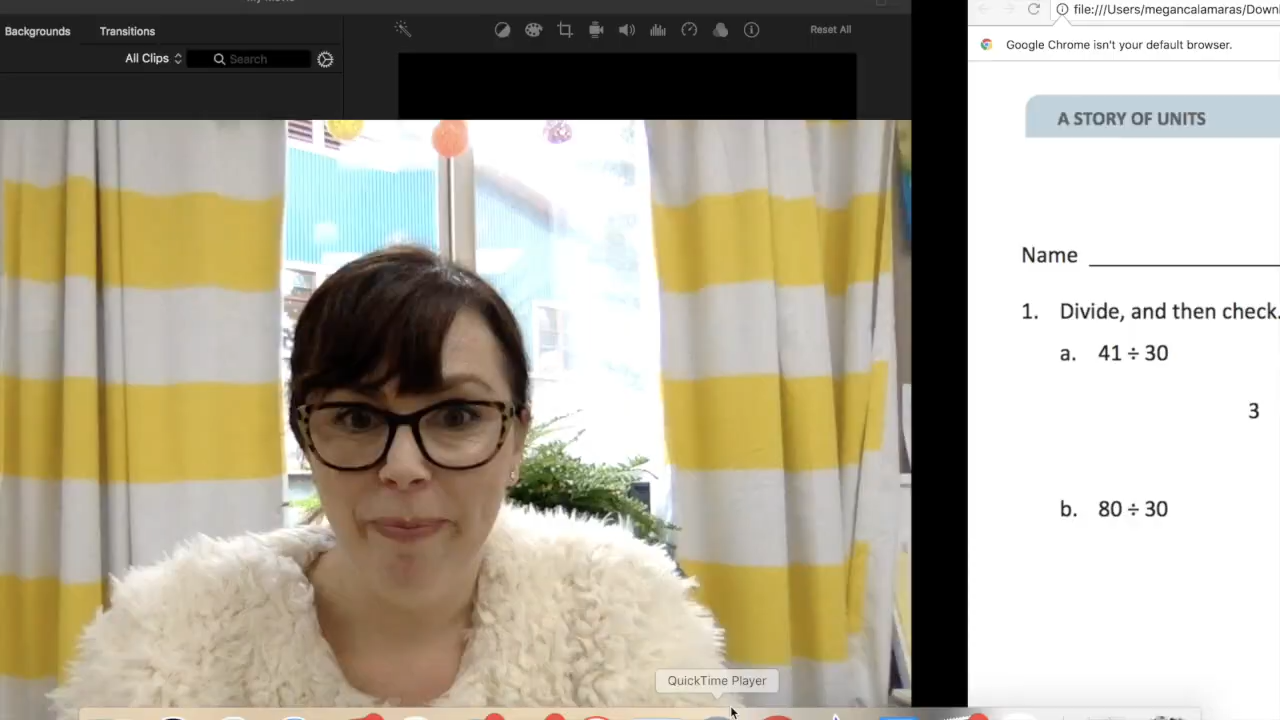 Backgrounds
Transitions
All Clips
Search
Reset All
file:///Users/megancalamaras/Down
Google Chrome isn't your default browser.
A STORY OF UNITS
Name
1. Divide, and then check.
a. 41 ÷ 30
3
b. 80 ÷ 30
QuickTime Player